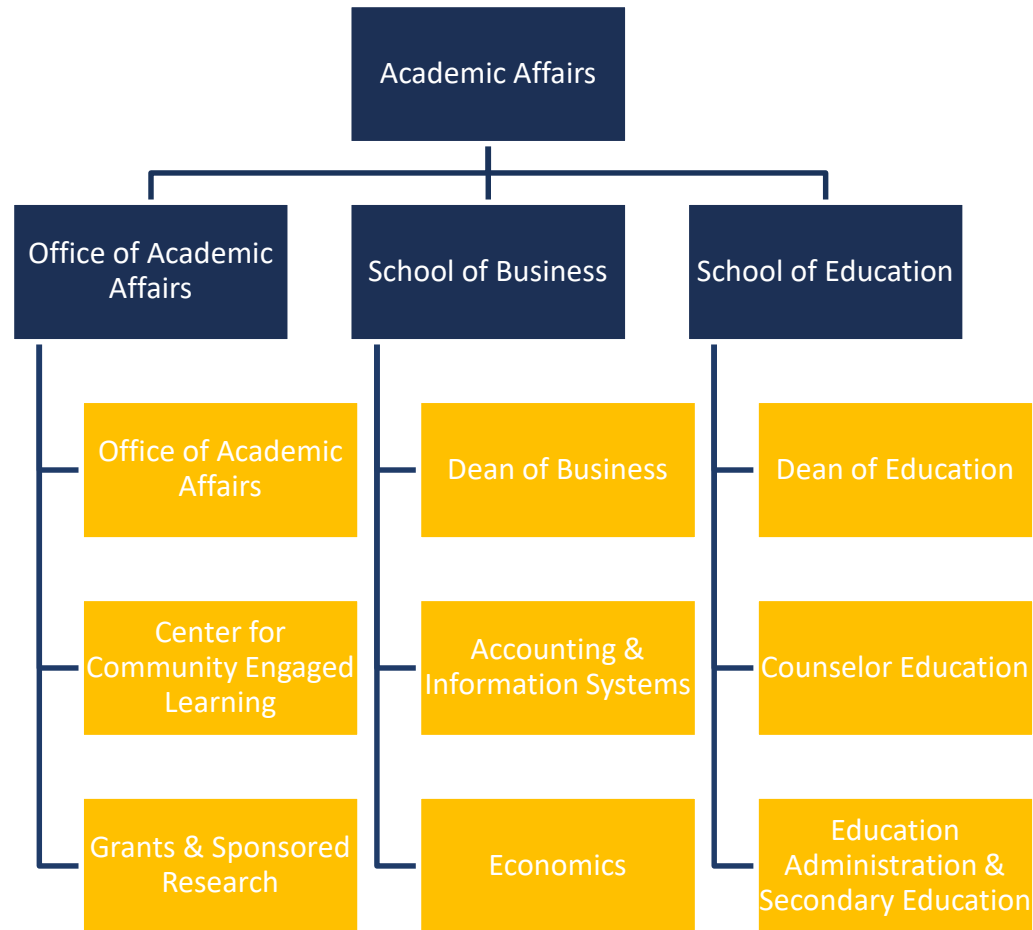 Academic Affairs
Office of Academic
Affairs
School of Business
School of Education
Office of Academic
Affairs
Dean of Business
Dean of Education
Center for
Community Engaged
Learning
Accounting &
Information Systems
Counselor Education
Grants & Sponsored
Research
Economics
Education
Administration &
Secondary Education